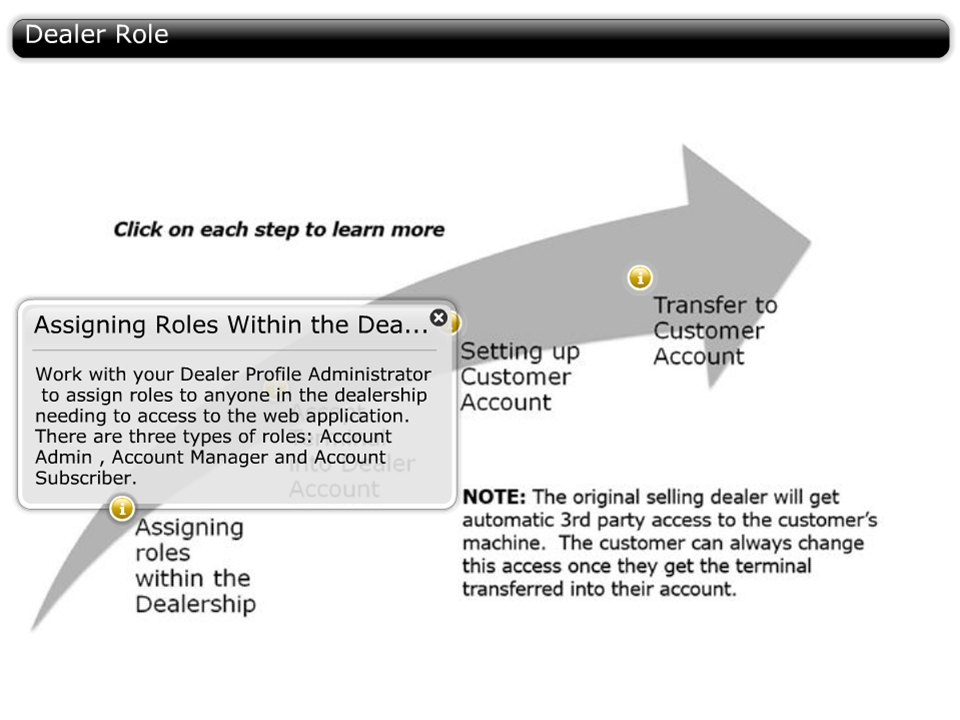 Dealer Role
Click on each step to learn more
Transfer to
Customer
Account
Assigning Roles Within the Dea...
Work with your Dealer Profile Administrator
to assign roles to anyone in the dealership
needing to access to the web application.
There are three types of roles: Account
Admin , Account Manager and Account
Subscriber.
Setting up
Customer
Account
into Dealer
Account
Assigning
roles
within the
Dealership
NOTE: The original selling dealer will get
automatic 3rd party access to the customer's
machine. The customer can always change
this access once they get the terminal
transferred into their account.